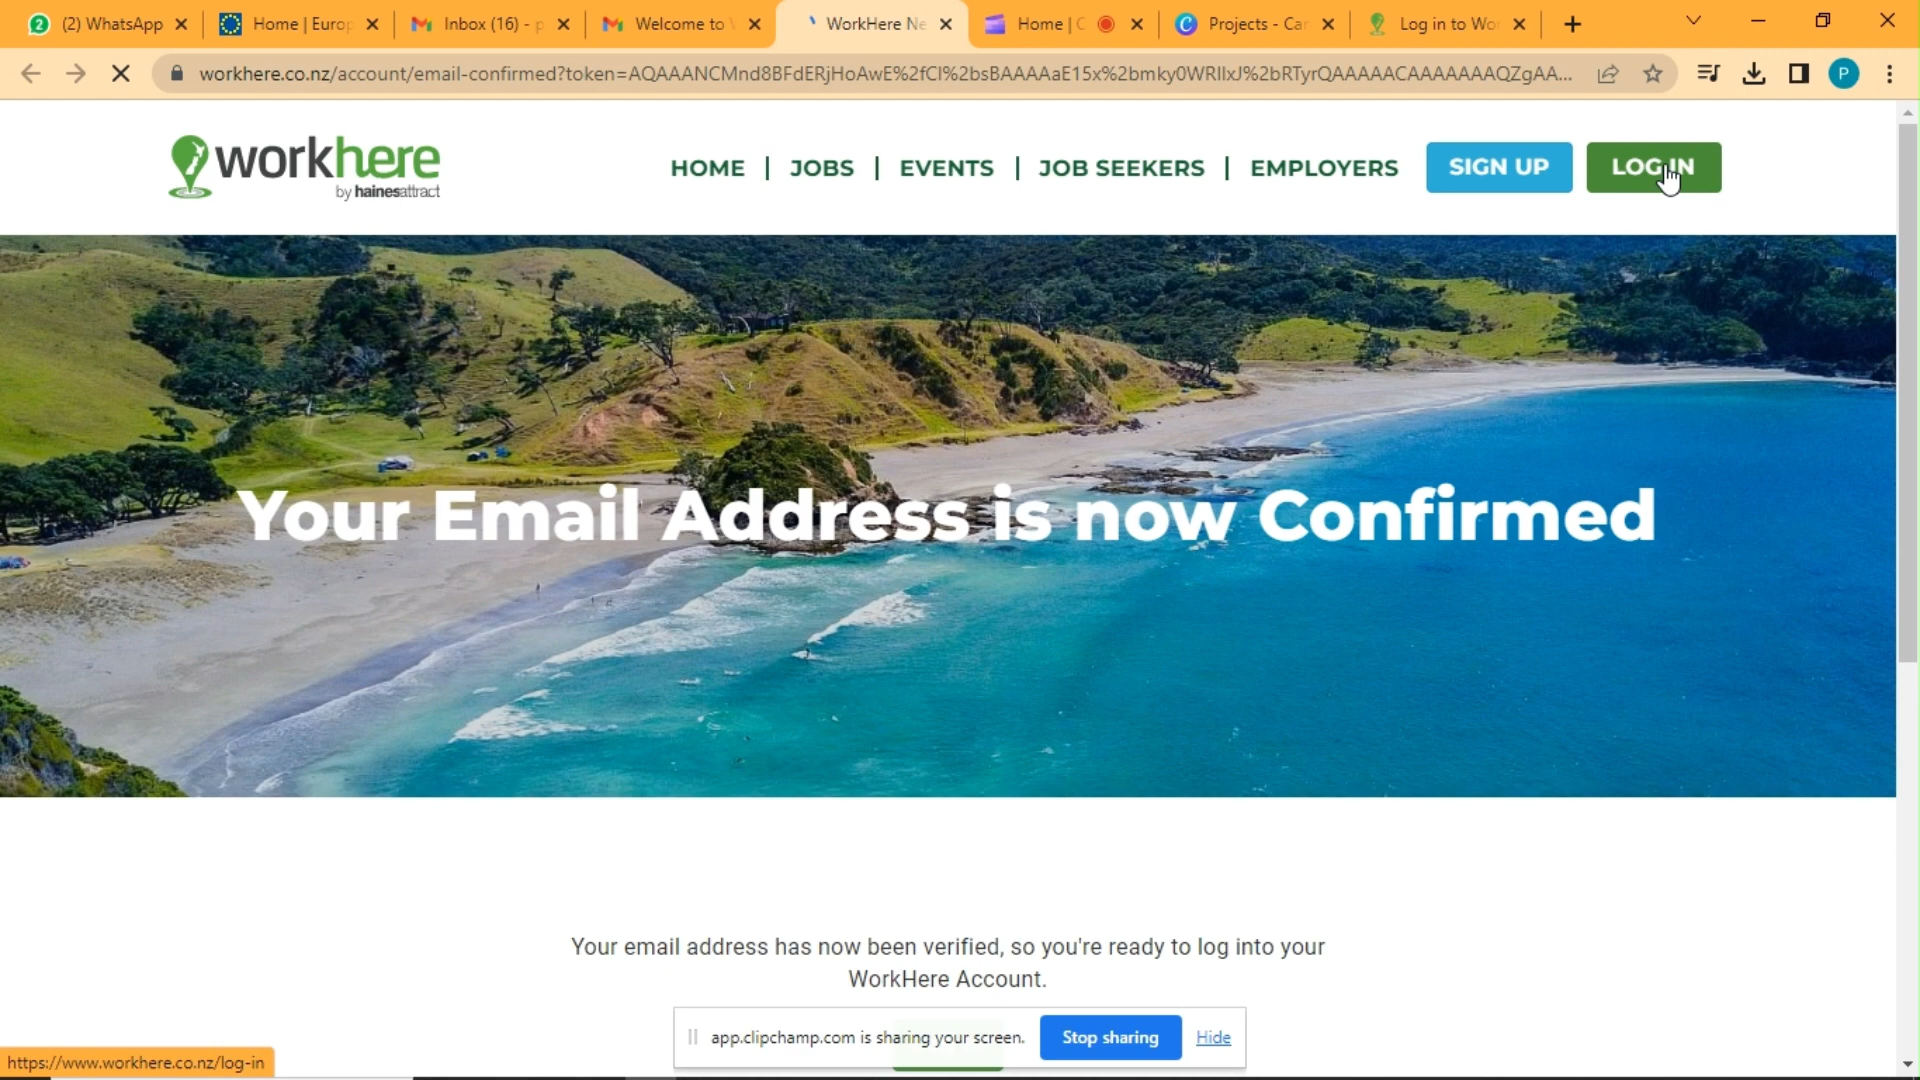 (2) WhatsApp
Home | Europ
Inbox (16) - p
Welcome to
WorkHere Ne
Home | C
Projects - Ca
Log in to Wor
workhere.co.nz/account/email-confirmed?token=AQAAANCMnd8BFdERjHoAwE%2fCl%2bsBAAAAaE15x%2bmky0WRIlxJ%2bRTyrQAAAAACAAAAAAAQZgAA...
P
workhere
by hainesattract
HOME | JOBS | EVENTS | JOB SEEKERS | EMPLOYERS
SIGN UP
LOG IN
Your Email Address is now Confirmed
Your email address has now been verified, so you're ready to log into your
WorkHere Account.
app.clipchamp.com is sharing your screen.
Stop sharing
Hide
https://www.workhere.co.nz/log-in